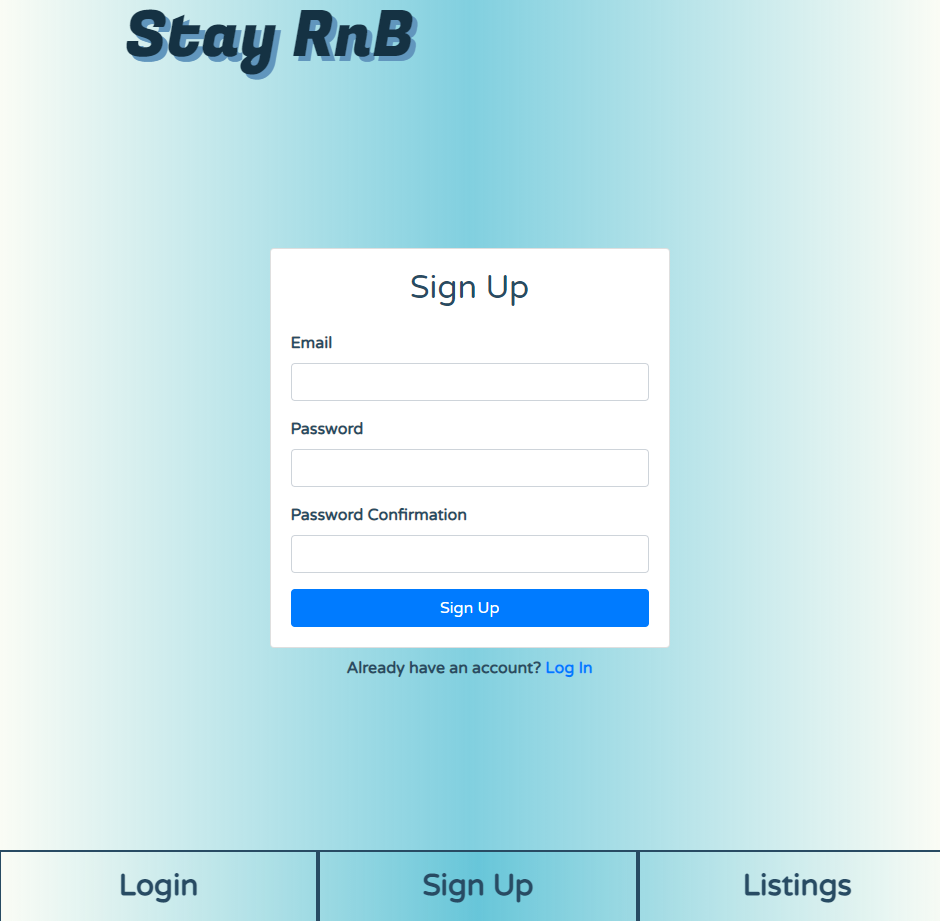 Stay RnB
Sign Up
Email
Password
Password Confirmation
Sign Up
Already have an account? Log In
Login
Sign Up
Listings